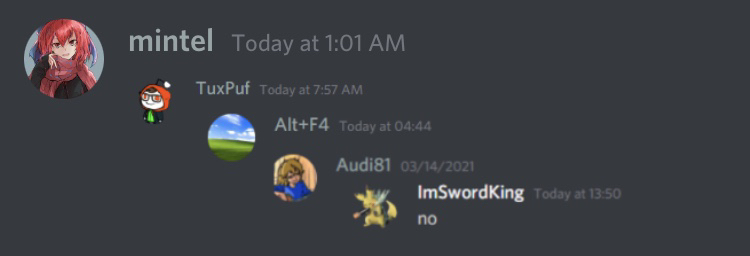 mintel Today at 1:01 AM
TuxPuf Today at 7:57 AM
Alt+F4 Today at 04:44
Audi81 03/14/2021
ImSwordKing Today at 13:50
no